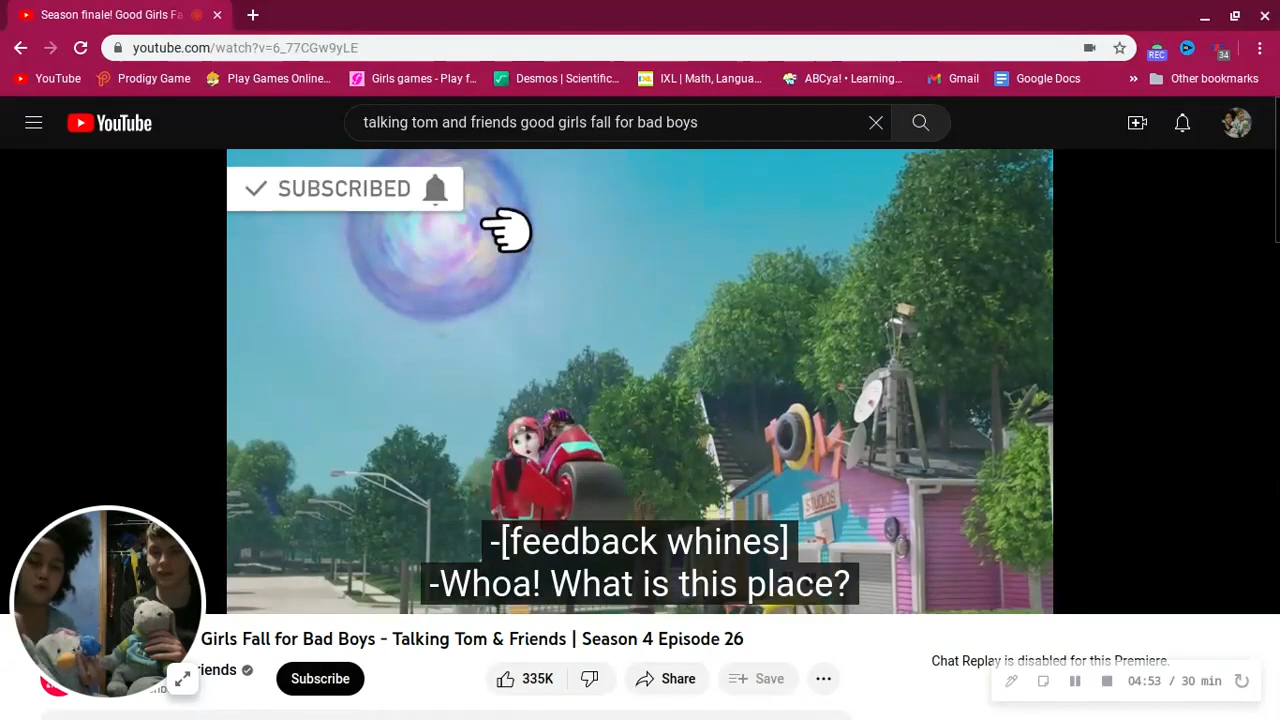 Season finale! Good Girls Fa
youtube.com/watch?v=6_77CGw9yLE
REC
34
YouTube
Prodigy Game
Play Games Online...
Girls games - Play f...
Desmos | Scientific...
IXL | Math, Langua...
ABCya! • Learning...
Gmail
Google Docs
»
Other bookmarks
YouTube
talking tom and friends good girls fall for bad boys
SUBSCRIBED
STUDIOS
-[feedback whines]
-Whoa! What is this place?
Girls Fall for Bad Boys - Talking Tom & Friends | Season 4 Episode 26
riends
Subscribe
335K
Share
Save
Chat Replay is disabled for this Premiere.
04:53 / 30 min